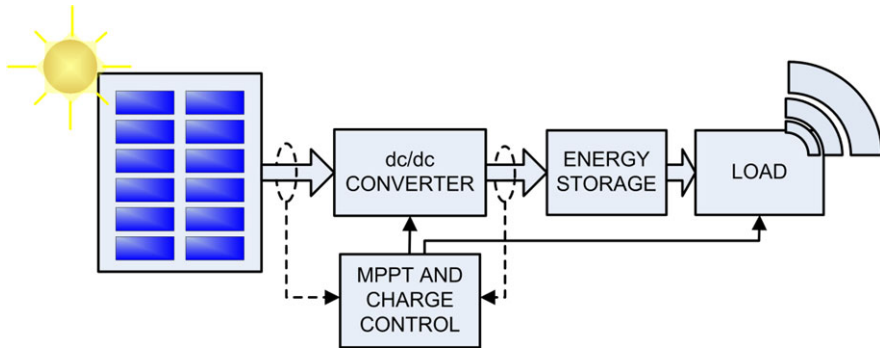 dc/dc
CONVERTER
ENERGY
STORAGE
LOAD
MPPT AND
CHARGE
CONTROL